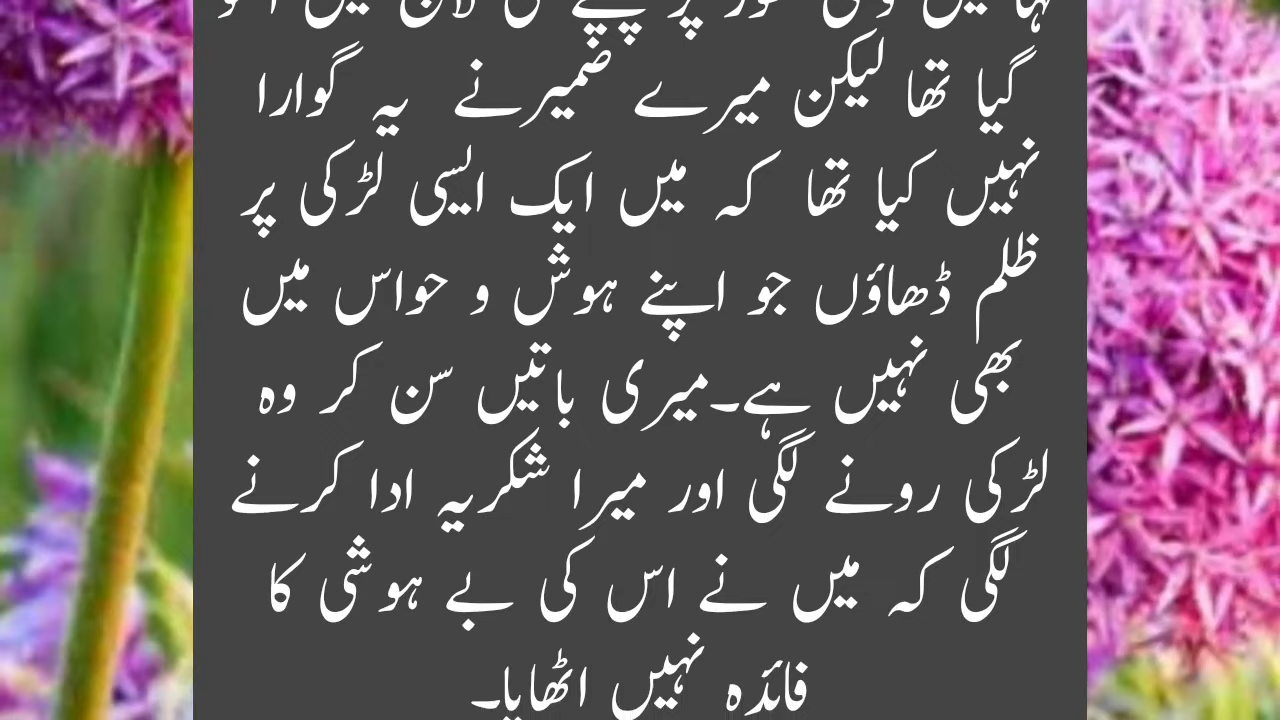 گیا تھا لیکن میرے ضمیرنے یہ گوارا
نہیں کیا تھا کہ میں ایک ایسی لڑکی پر
ظلم ڈھاؤں جو اپنے ہوش و حواس میں
بھی نہیں ہے۔میری باتیں سن کر وہ
لڑکی رونے لگی اور میرا شکریہ ادا کرنے
لگی کہ میں نے اس کی بے ہوشی کا
فائدہ نہیں اٹھایا۔